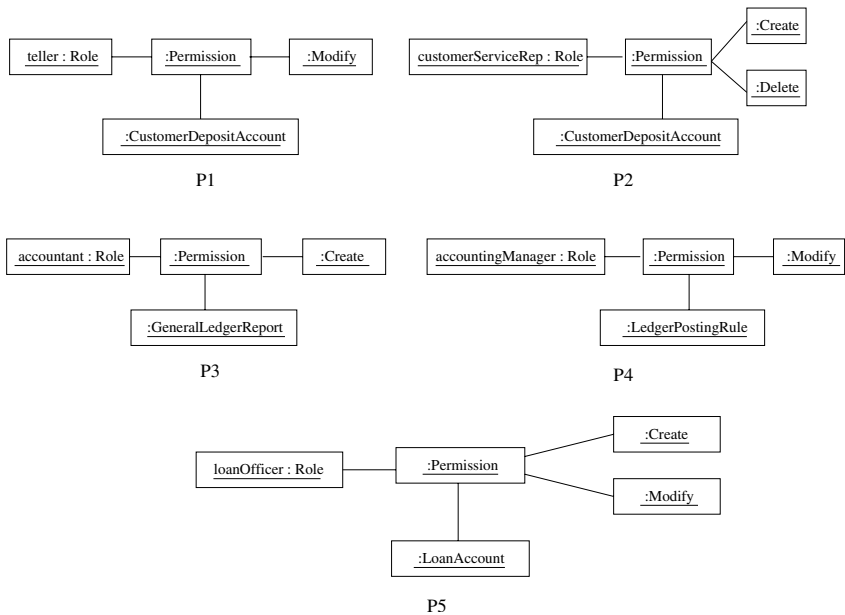 teller : Role
:Permission
:Modify
:CustomerDepositAccount
P1
customerServiceRep : Role
:Permission
:Create
:Delete
:CustomerDepositAccount
P2
accountant : Role
:Permission
:Create
:GeneralLedgerReport
P3
accountingManager : Role
:Permission
:Modify
:LedgerPostingRule
P4
loanOfficer : Role
:Permission
:Create
:Modify
:LoanAccount
P5